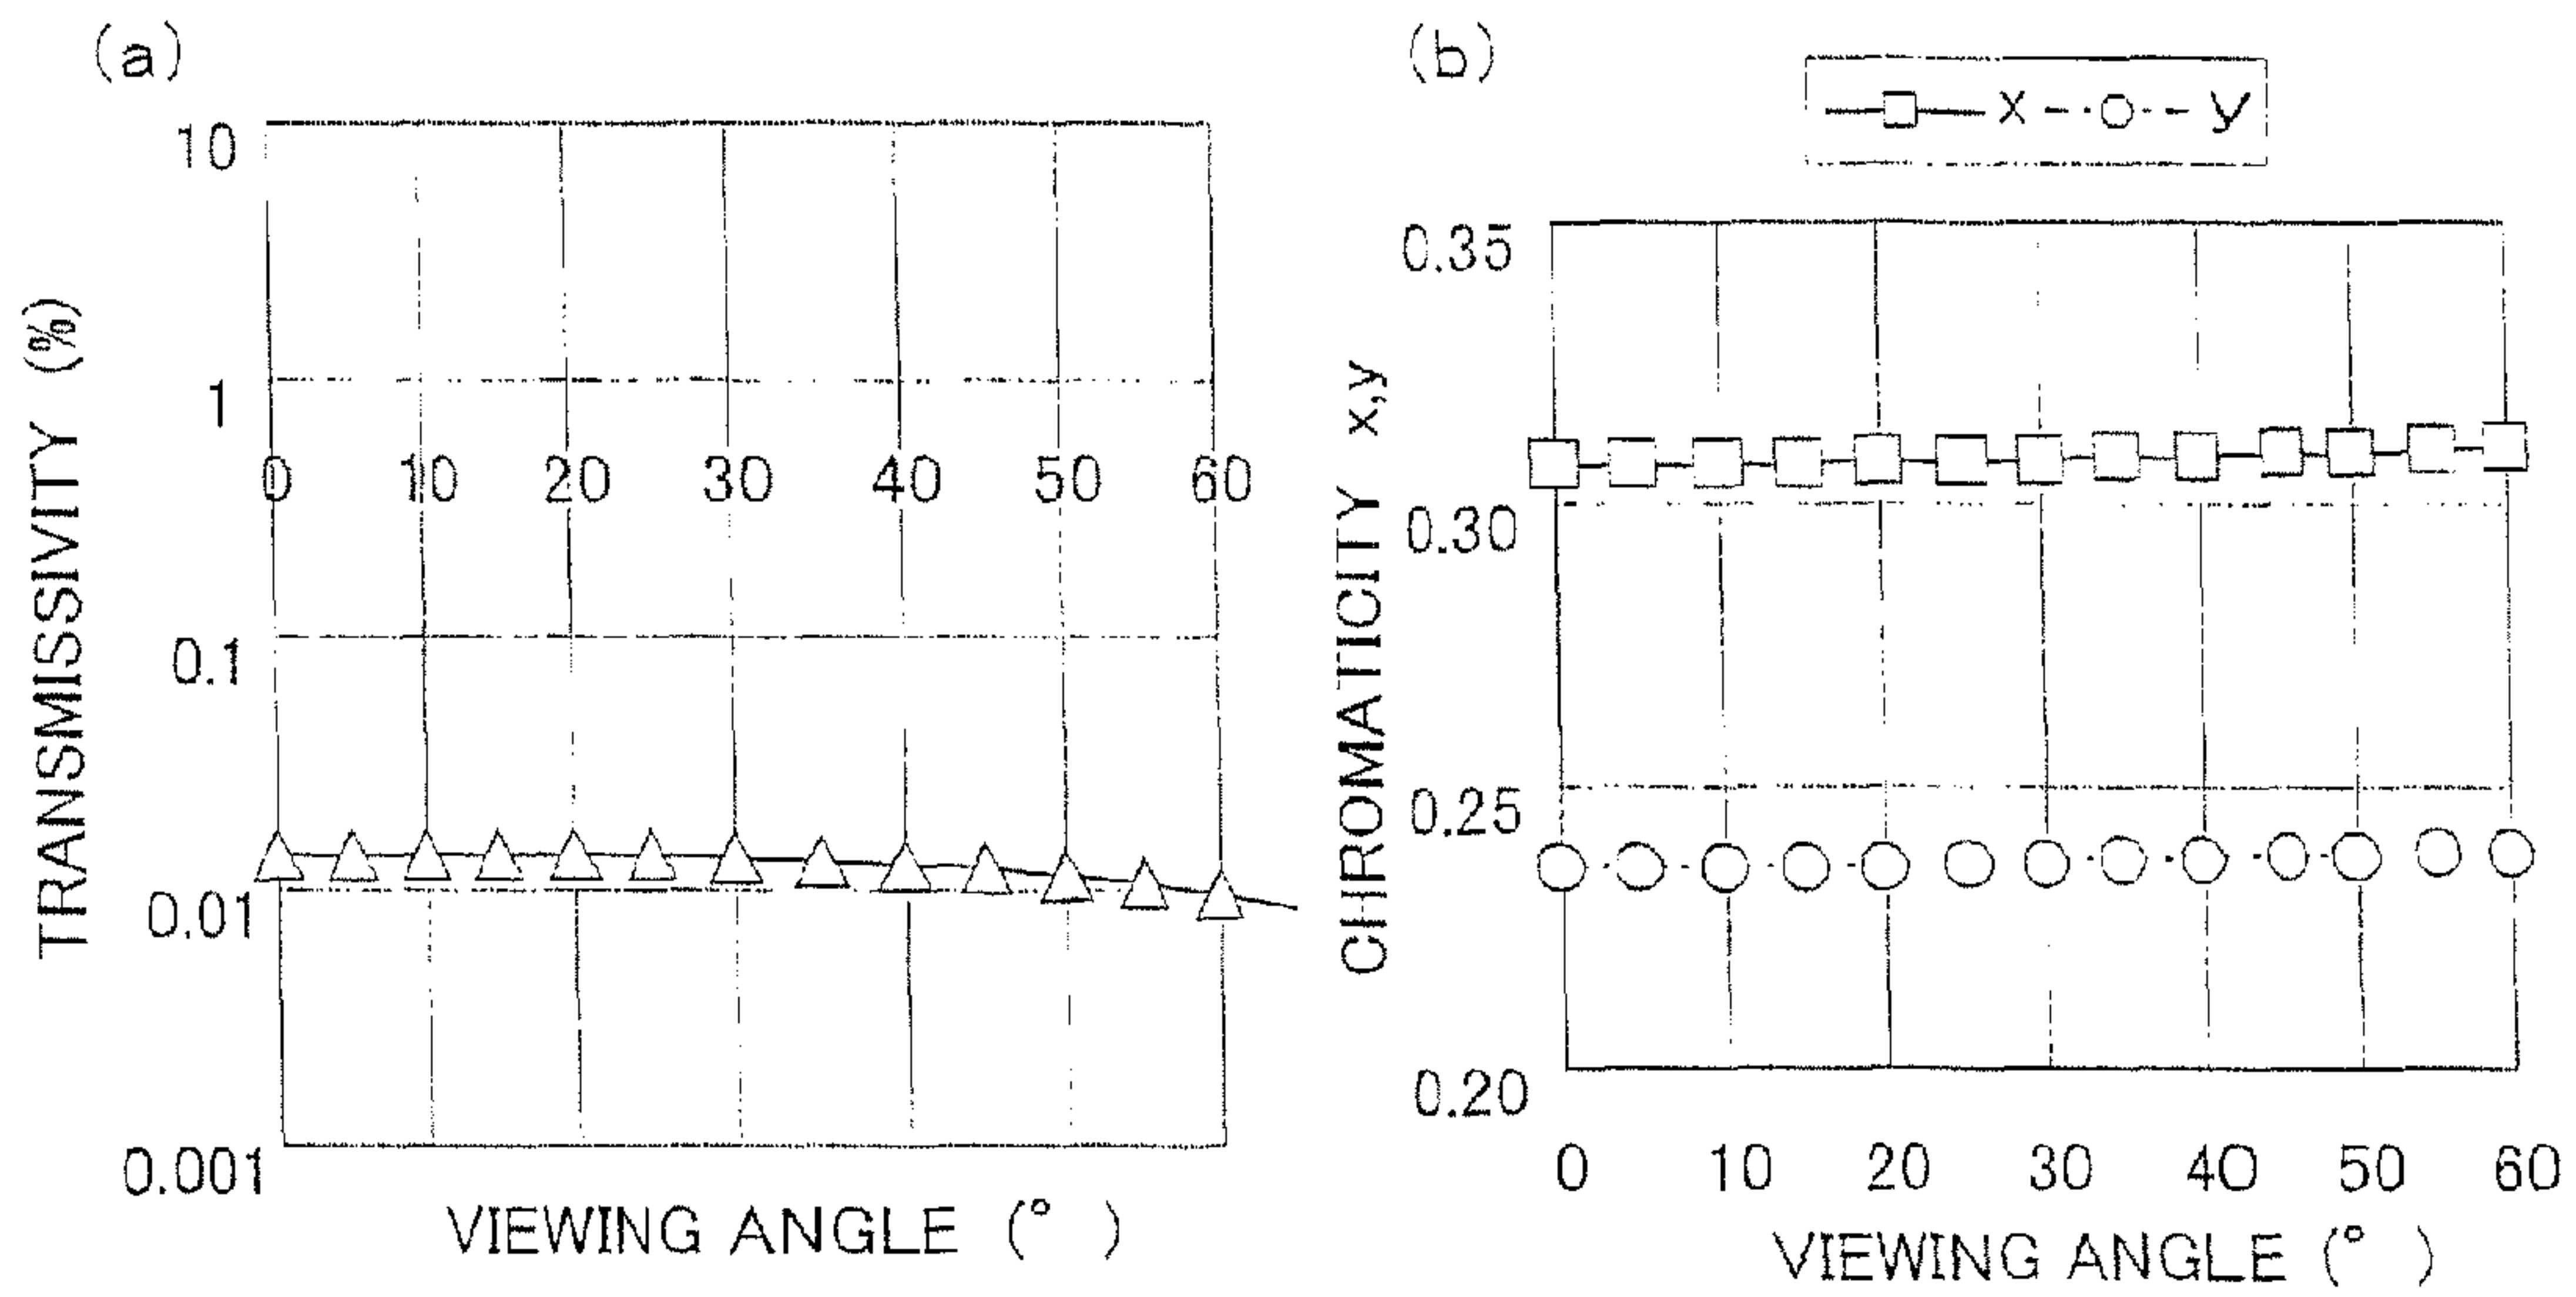 (a)
10
1
0 10 20 30 40 50 60
0.1
0.01
0.001
TRANSMISSIVITY (%)
VIEWING ANGLE (° )
(b)
x y
0.35
0.30
0.25
0.20
CHROMATICITY x,y
0 10 20 30 40 50 60
VIEWING ANGLE (° )